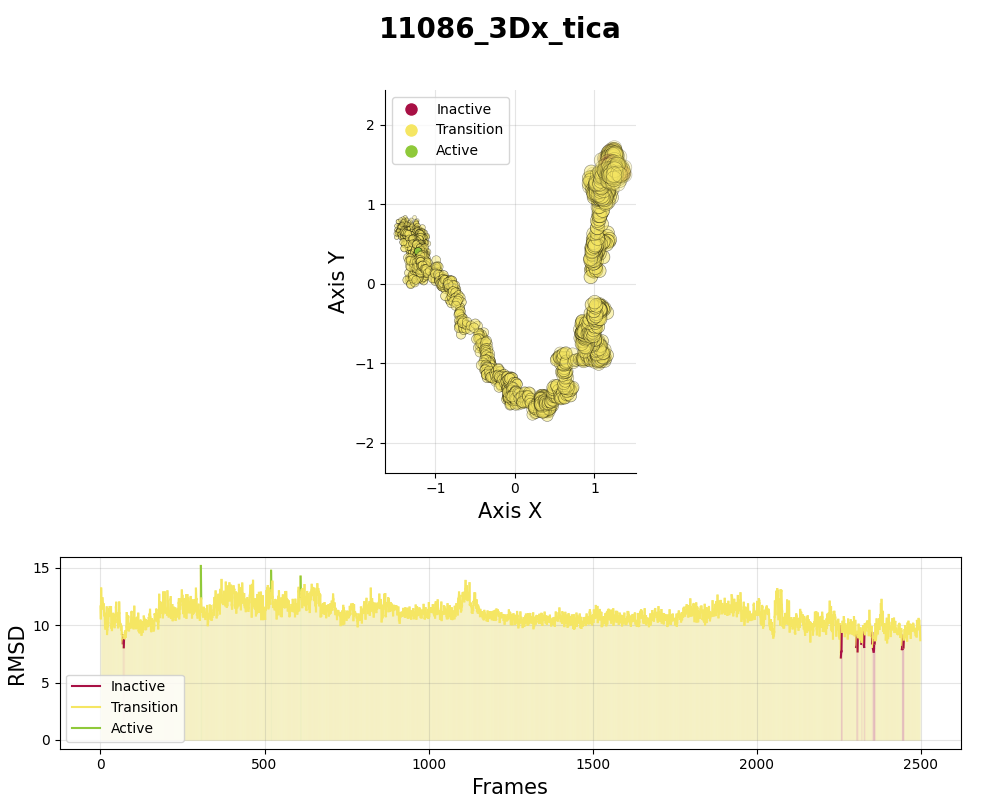 11086_3Dx_tica
Inactive
Transition
Active
2
1
0
−1
−2
Axis Y
−1 0 1
Axis X
15
10
5
0
RMSD
Inactive
Transition
Active
0 500 1000 1500 2000 2500
Frames